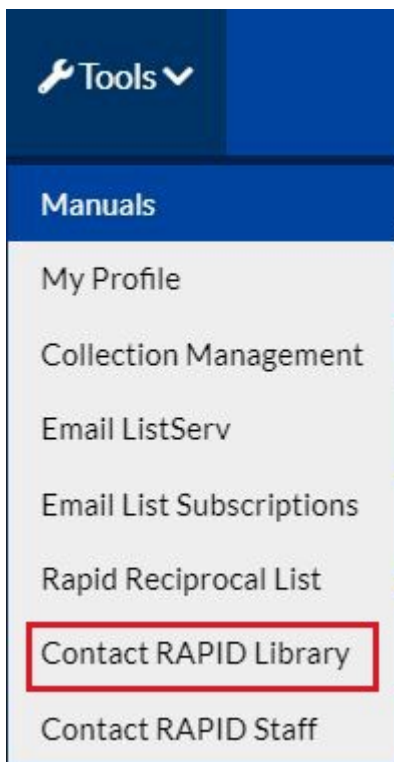 Tools
Manuals
My Profile
Collection Management
Email ListServ
Email List Subscriptions
Rapid Reciprocal List
Contact RAPID Library
Contact RAPID Staff